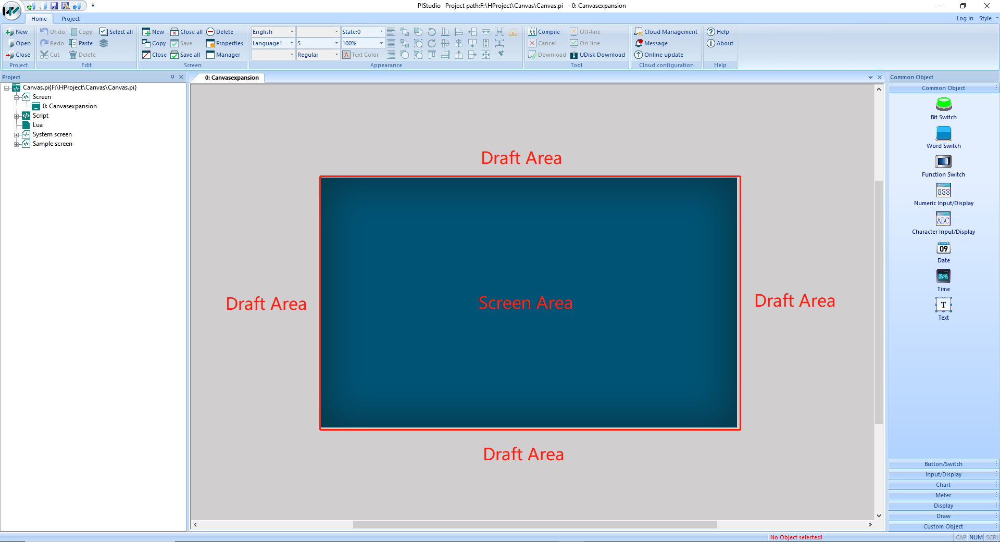 PIStudio   Project path:F:\HProject\Canvas\Canvas.pi   - 0: Canvasexpansion
Home
Project
Log in
Style
New
Open
Close
Project
Undo
Copy
Select all
Redo
Paste
Cut
Delete
Edit
New
Close all
Delete
Copy
Save
Properties
Close
Save all
Manager
Screen
English
State:0
Language1
5
100%
Regular
A Text Color
Appearance
Compile
Off-line
Cancel
On-line
Download
UDisk Download
Tool
Cloud Management
Message
Online update
Cloud configuration
Help
About
Help
Project
Canvas.pi{F:\HProject\Canvas\Canvas.pi}
Screen
0: Canvasexpansion
Script
Lua
System screen
Sample screen
0: Canvasexpansion
Draft Area
Draft Area
Screen Area
Draft Area
Draft Area
Common Object
Common Object
Bit Switch
Word Switch
Function Switch
888
Numeric Input/Display
ABC
Character Input/Display
09
Date
05:45
Time
T
Text
Button/Switch
Input/Display
Chart
Meter
Display
Draw
Custom Object
No Object selected!
CAP
NUM
SCRL